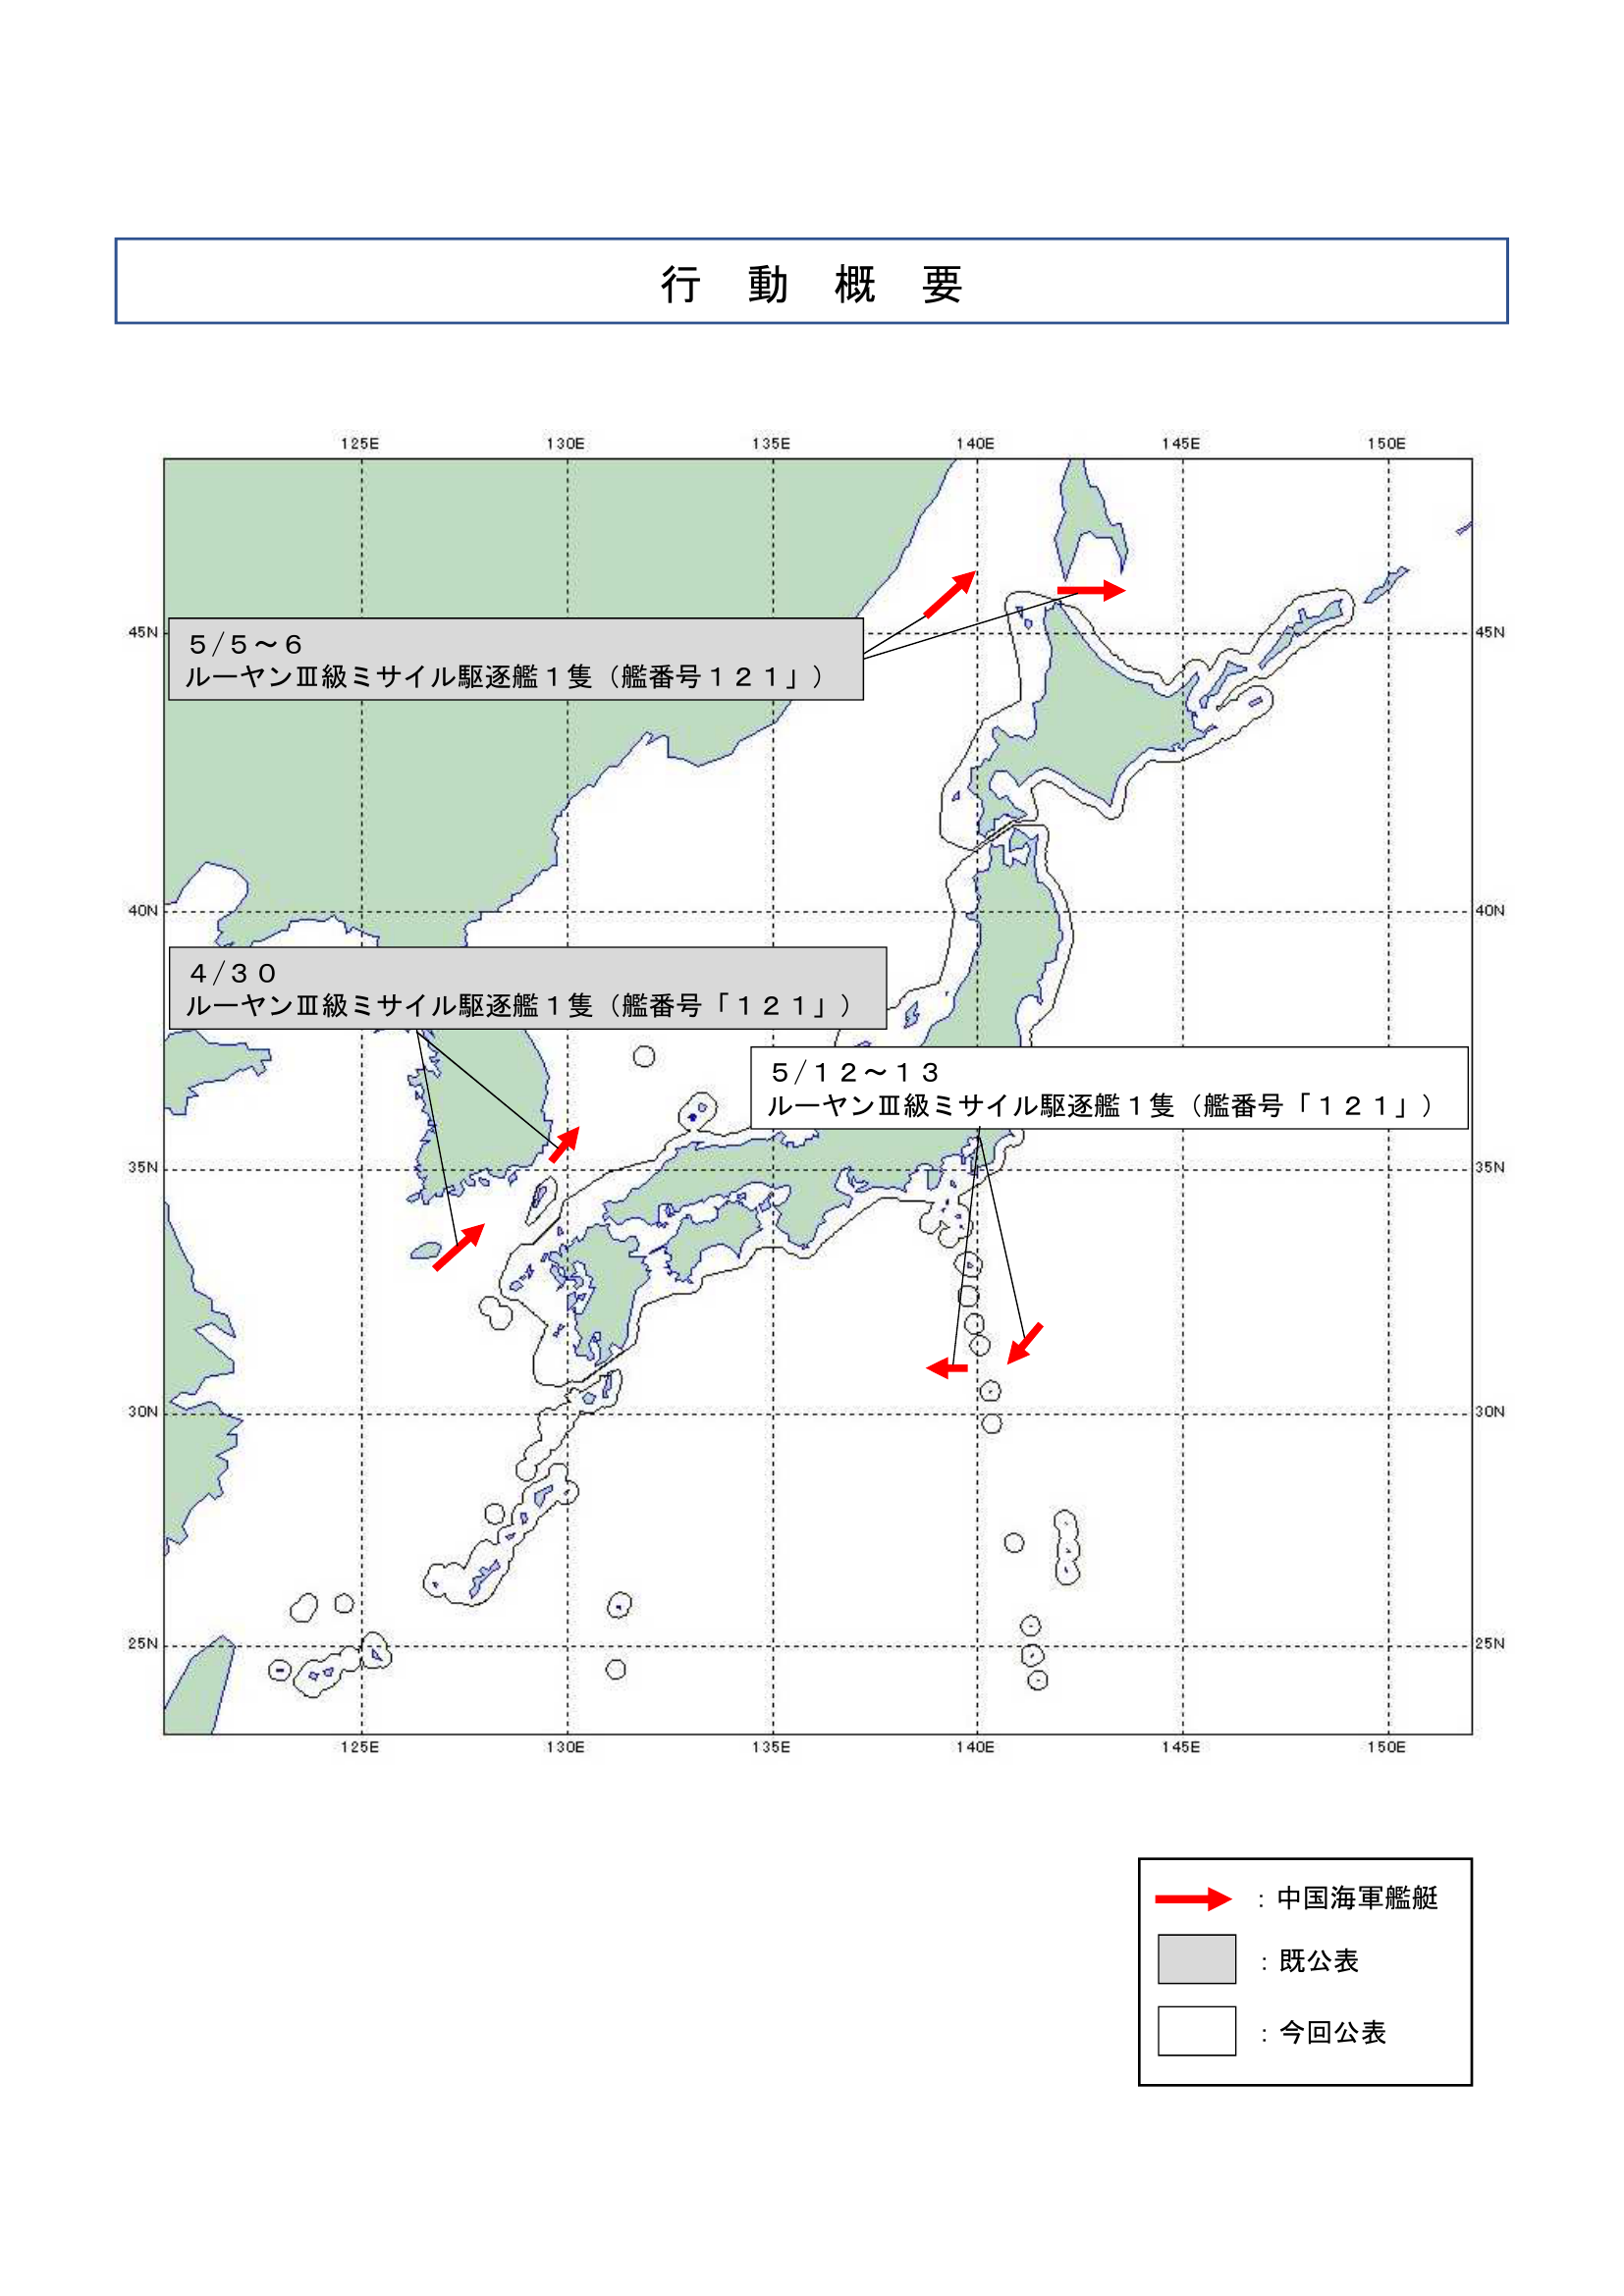 行 動 概 要
125E 130E 135E 140E 145E 150E
45N 45N
5/5~6
ルーヤンⅢ級ミサイル駆逐艦1隻(艦番号121」)
40N 40N
4/30
ルーヤンⅢ級ミサイル駆逐艦1隻(艦番号「121」)
5/12~13
ルーヤンⅢ級ミサイル駆逐艦1隻(艦番号「121」)
35N 35N
30N 30N
25N 25N
125E 130E 135E 140E 145E 150E
:中国海軍艦艇
:既公表
:今回公表